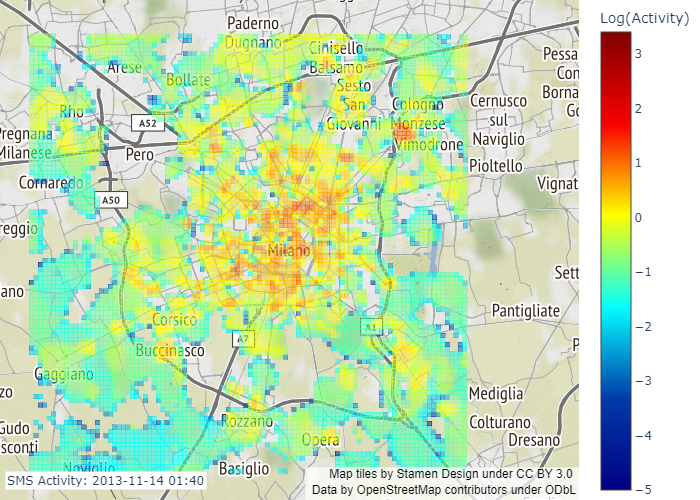 Log(Activity)
Paderno
Dugnano
Cinisello
Balsamo
Arese
Bollate
Sesto
San
Giovanni
Pessa
Con
Borna
Go
Rho
A52
Cologno
Monzese
Cernusco
sul
Naviglio
Pregnana
Milanese
Pero
Vimodrone
Pioltello
Cornaredo
A50
Vignat
reggio
Milano
Sett
ano
Pantigliate
Corsico
A7
A1
Buccinasco
P
Gaggiano
zo
Mediglia
Gudo
sconti
Rozzano
Opera
Colturano
Dresano
Noviglio
Basiglio
3
2
1
0
−1
−2
−3
−4
−5
SMS Activity: 2013-11-14 01:40
Map tiles by Stamen Design under CC BY 3.0
Data by OpenStreetMap contributors under ODbL